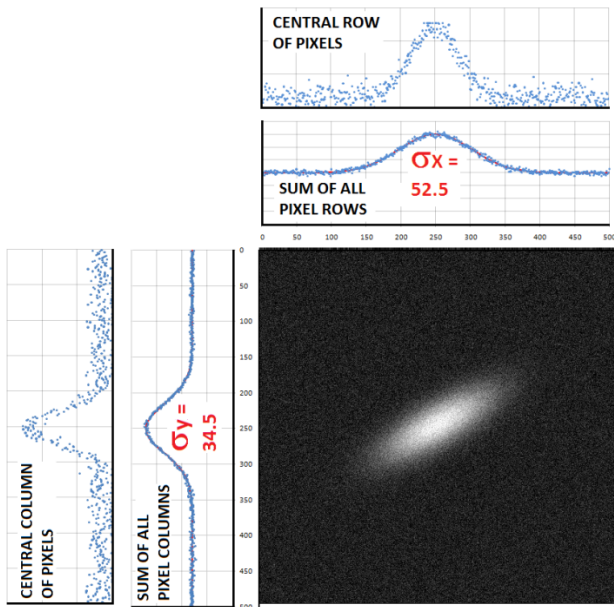 CENTRAL ROW
OF PIXELS
σx =
52.5
SUM OF ALL
PIXEL ROWS
0 50 100 150 200 250 300 350 400 450 500
CENTRAL COLUMN
OF PIXELS
SUM OF ALL
PIXEL COLUMNS
σy =
34.5
0
50
100
150
200
250
300
350
400
450
500